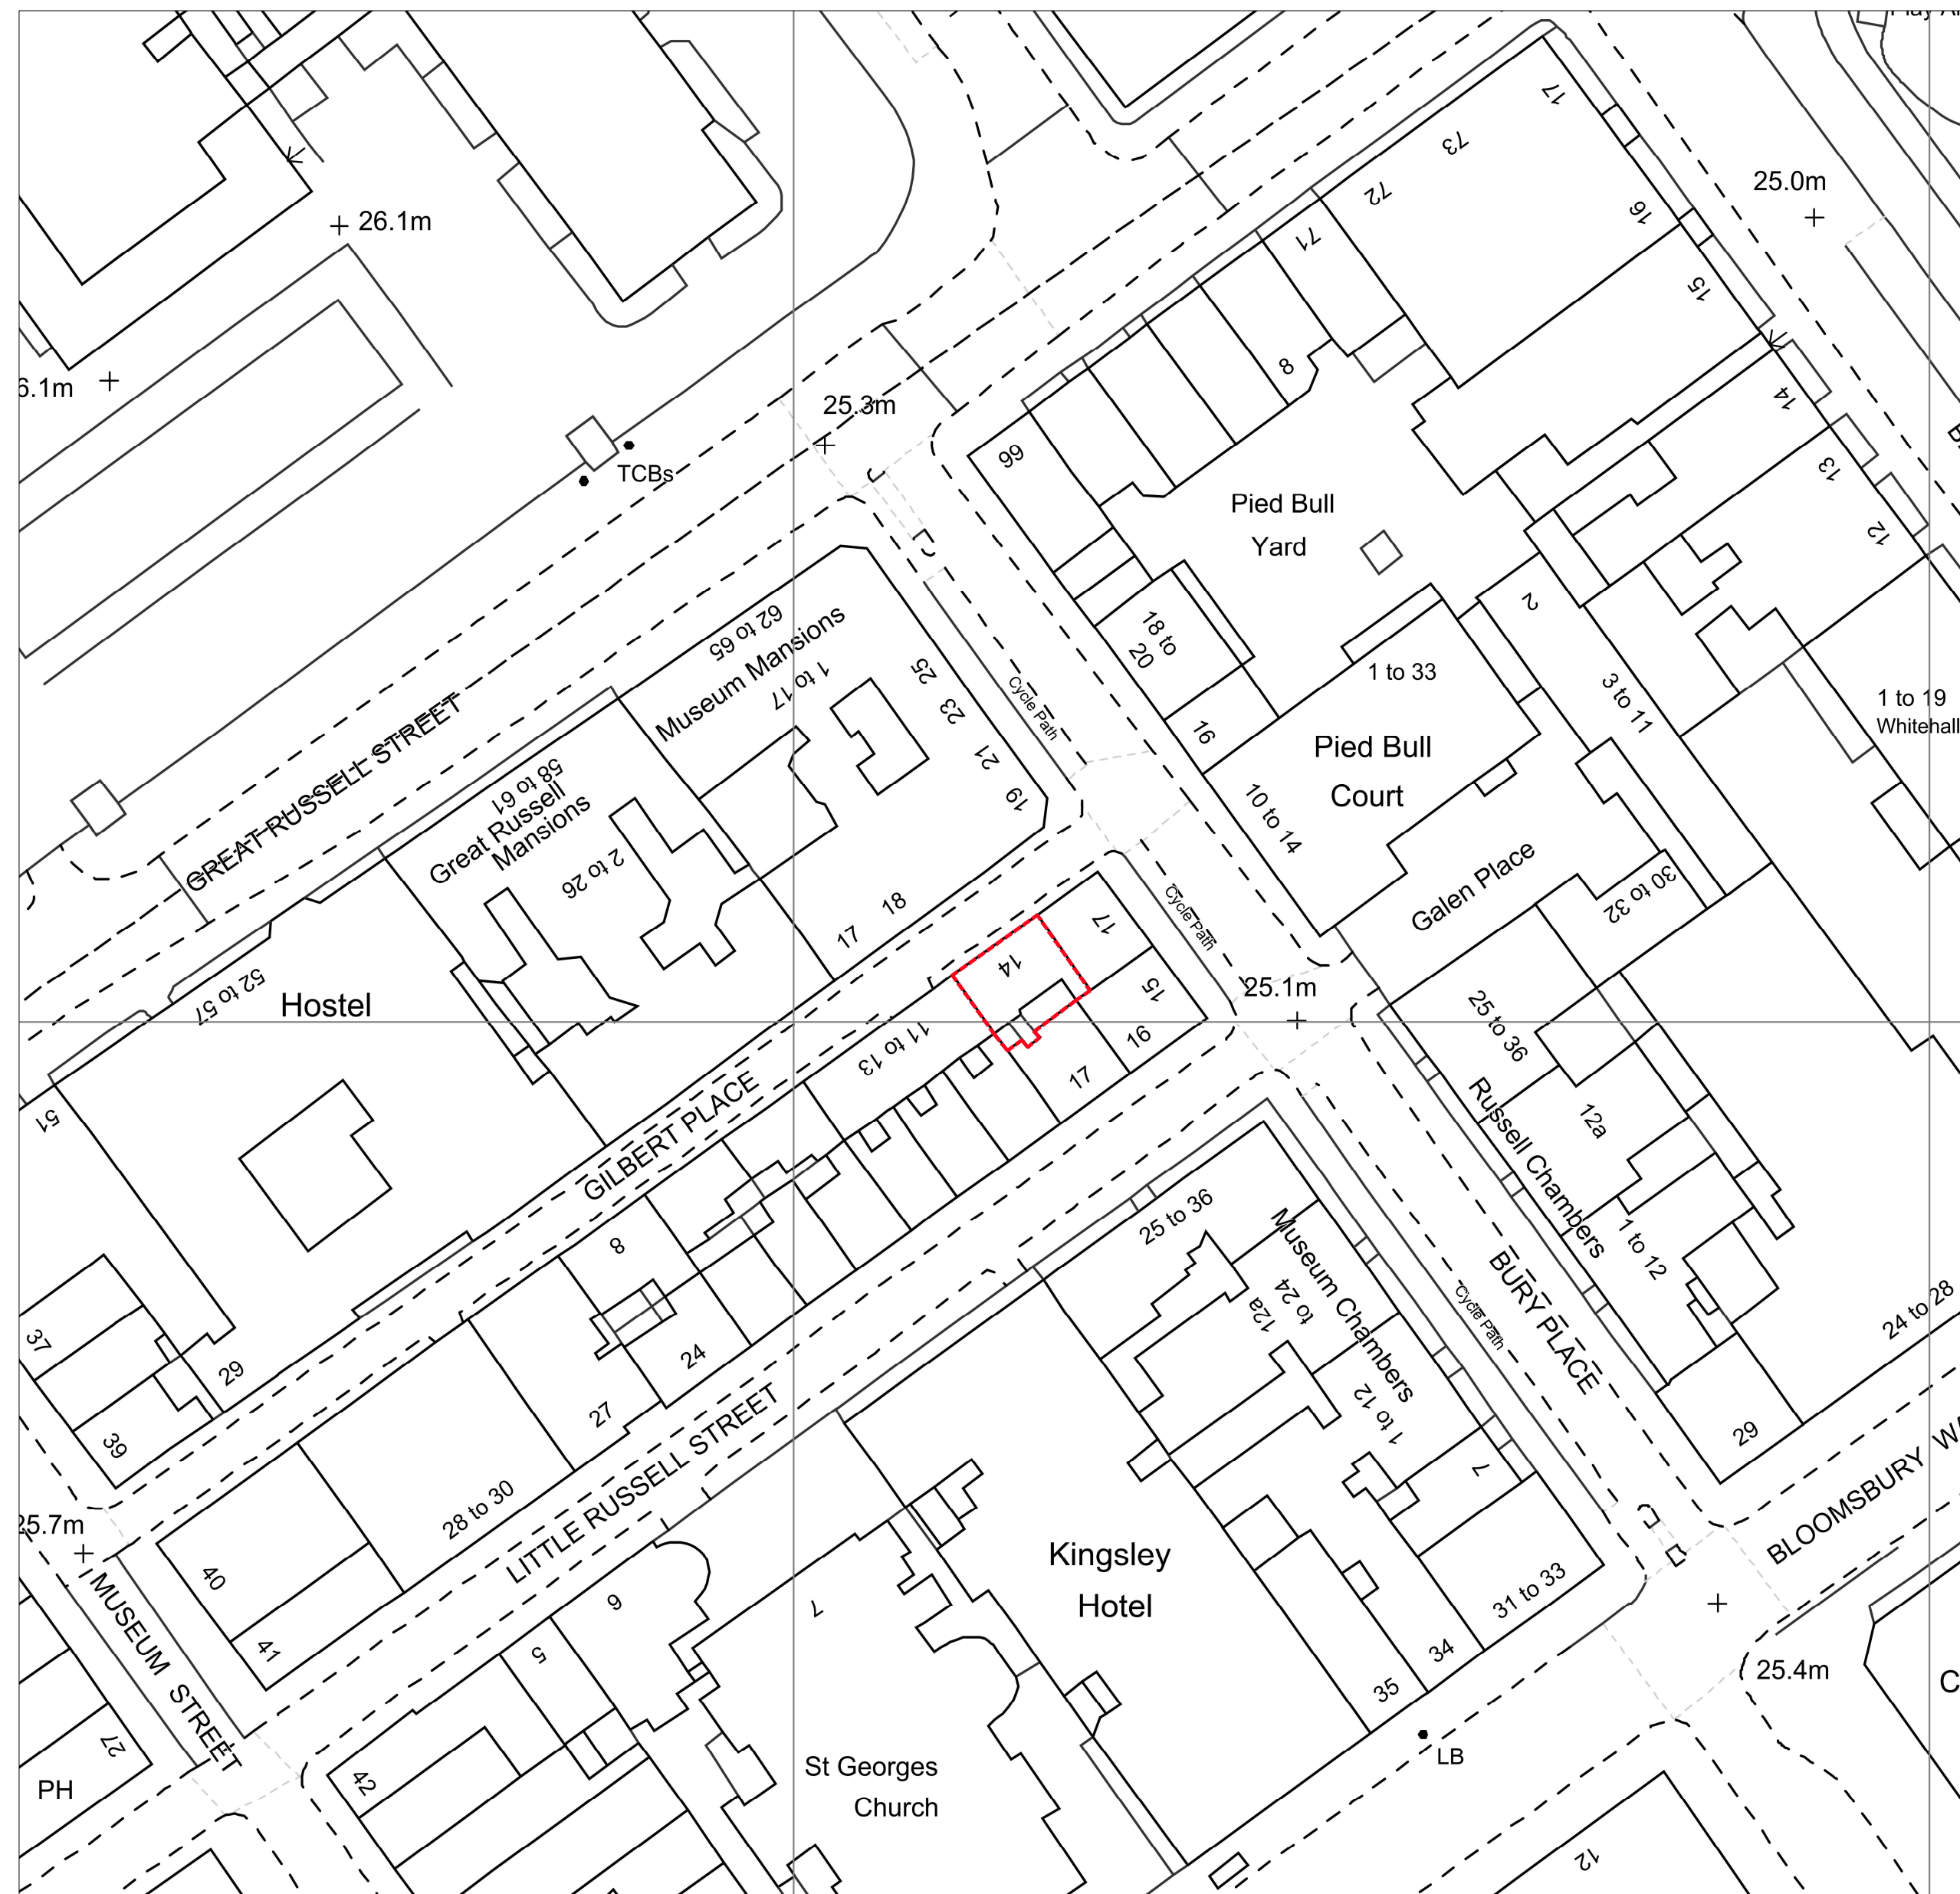 17
73
72
25.0m
16
26.1m
71
15
8
6.1m
14
25.3m
66
13
TCBs
Pied Bull
Yard
12
2
62 to 65
Museum Mansions
1 to 17
18 to
20
1 to 33
3 to 11
25
23
21
19
Cycle Path
1 to 19
Whitehall
16
Pied Bull
Court
GREAT RUSSELL STREET
58 to 61
Great Russell
Mansions
2 to 26
10 to 14
Galen Place
30 to 32
18
17
Cycle Path
17
14
15
25.1m
52 to 57
Hostel
11 to 13
16
17
25 to 36
51
GILBERT PLACE
12a
Russell Chambers
1 to 12
25 to 36
Museum Chambers
12a
to 24
8
BURY PLACE
Cycle Path
24 to 28
37
24
29
1 to 12
27
39
7
29
LITTLE RUSSELL STREET
28 to 30
BLOOMSBURY WA
25.7m
40
Kingsley
Hotel
31 to 33
MUSEUM STREET
6
7
41
5
34
25.4m
35
27
LB
42
PH
St Georges
Church
C
12